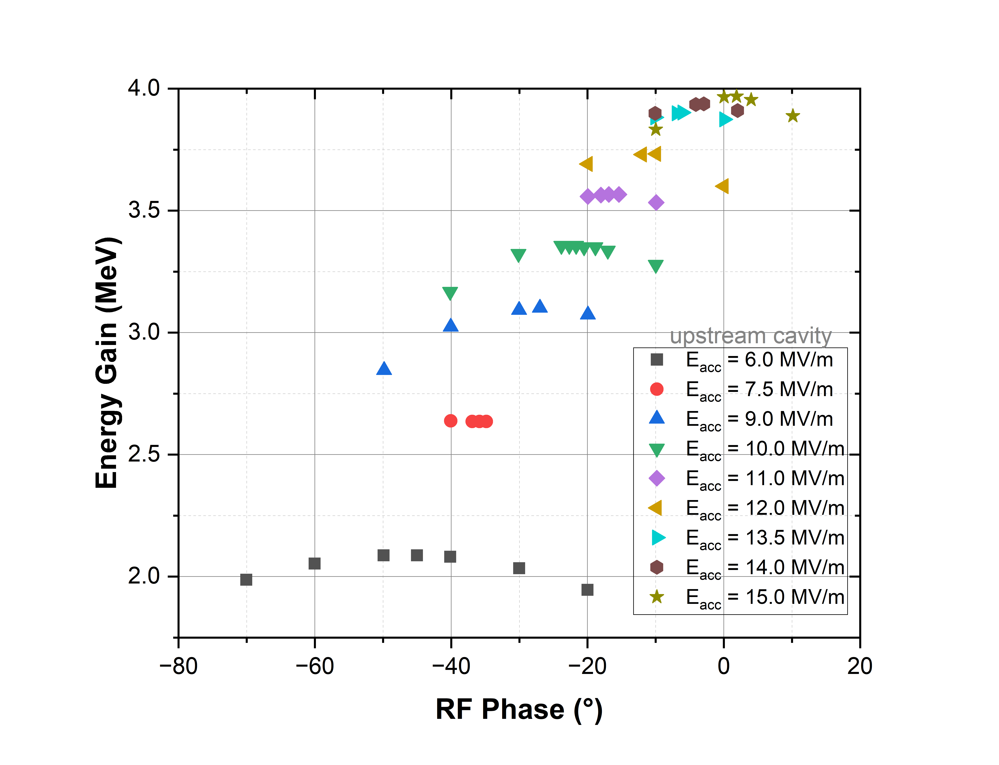 4.0
3.5
3.0
2.5
2.0
Energy Gain (MeV)
upstream cavity
Eacc = 6.0 MV/m
Eacc = 7.5 MV/m
Eacc = 9.0 MV/m
Eacc = 10.0 MV/m
Eacc = 11.0 MV/m
Eacc = 12.0 MV/m
Eacc = 13.5 MV/m
Eacc = 14.0 MV/m
Eacc = 15.0 MV/m
−80 −60 −40 −20 0 20
RF Phase (°)